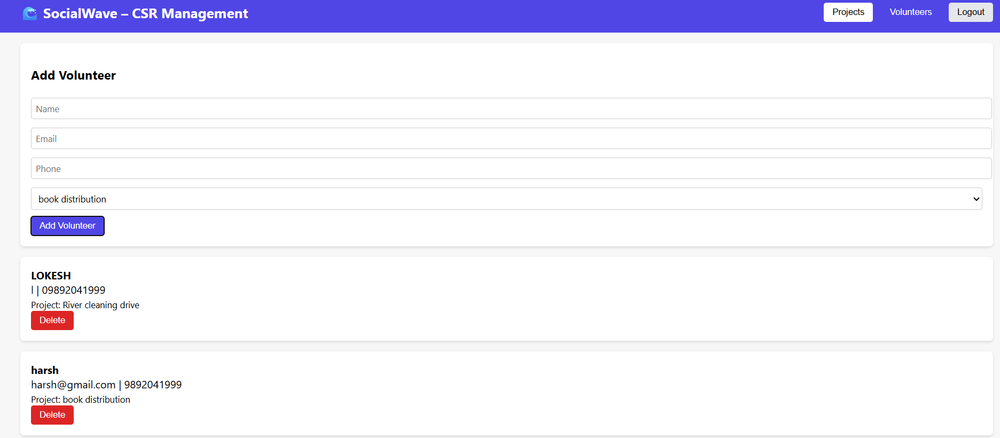 SocialWave – CSR Management
Projects
Volunteers
Logout
Add Volunteer
Name
Email
Phone
book distribution
Add Volunteer
LOKESH
l | 09892041999
Project: River cleaning drive
Delete
harsh
harsh@gmail.com | 9892041999
Project: book distribution
Delete